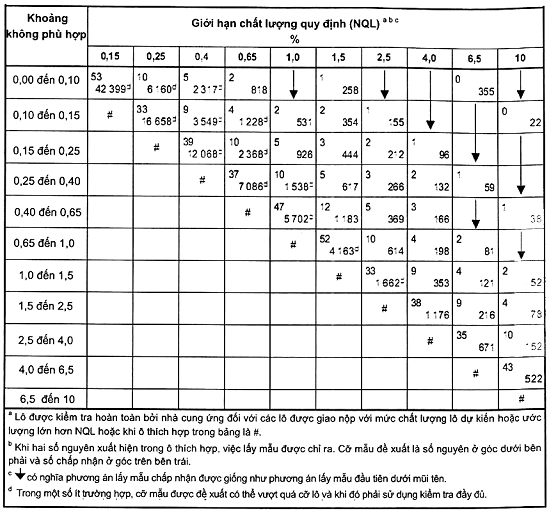 Khoảng không phù hợp
Giới hạn chất lượng quy định (NQL) a b c
%
0,15 0,25 0,4 0,65 1,0 1,5 2,5 4,0 6,5 10
0,00 đến 0,10 53 42 399d 10 6 160d 5 2 317d 2 818 ↓ 1 258 ↓ ↓ 0 355 ↓
0,10 đến 0,15 # 33 16 658d 9 3 549d 4 1 228d 2 531 2 354 1 155 ↓ ↓ 0 22
0,15 đến 0,25 # 39 12 068d 10 2 368d 5 926 3 444 2 212 1 96 ↓ ↓
0,25 đến 0,40 # 37 7 086d 10 1 538d 5 617 3 266 2 132 1 59 ↓
0,40 đến 0,65 # 47 5 702d 12 1 183 5 369 3 166 ↓ 1 38
0,65 đến 1,0 # 52 4 163d 10 614 4 198 2 81 ↓
1,0 đến 1,5 # 33 1 662d 9 353 4 121 2 52
1,5 đến 2,5 # 38 1 176 9 216 4 73
2,5 đến 4,0 # 35 671 10 152
4,0 đến 6,5 # 43 522
6,5 đến 10 #
a Lô được kiểm tra hoàn toàn bởi nhà cung ứng đối với các lô được giao nộp với mức chất lượng lô dự kiến hoặc ước
lượng lớn hơn NQL hoặc khi ô thích hợp trong bảng là #.
b Khi hai số nguyên xuất hiện trong ô thích hợp, việc lấy mẫu được chỉ ra. Cỡ mẫu đề xuất là số nguyên ở góc dưới bên
phải và số chấp nhận ở góc trên bên trái.
c ↓ có nghĩa phương án lấy mẫu chấp nhận được giống như phương án lấy mẫu đầu tiên dưới mũi tên.
d Trong một số ít trường hợp, cỡ mẫu được đề xuất có thể vượt quá cỡ lô và khi đó phải sử dụng kiểm tra đầy đủ.